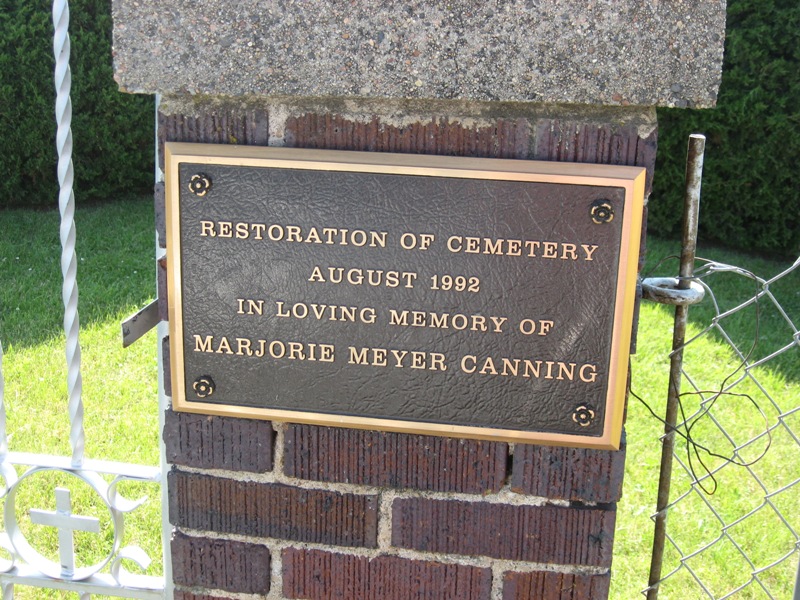 RESTORATION OF CEMETERY
AUGUST 1992
IN LOVING MEMORY OF
MARJORIE MEYER CANNING